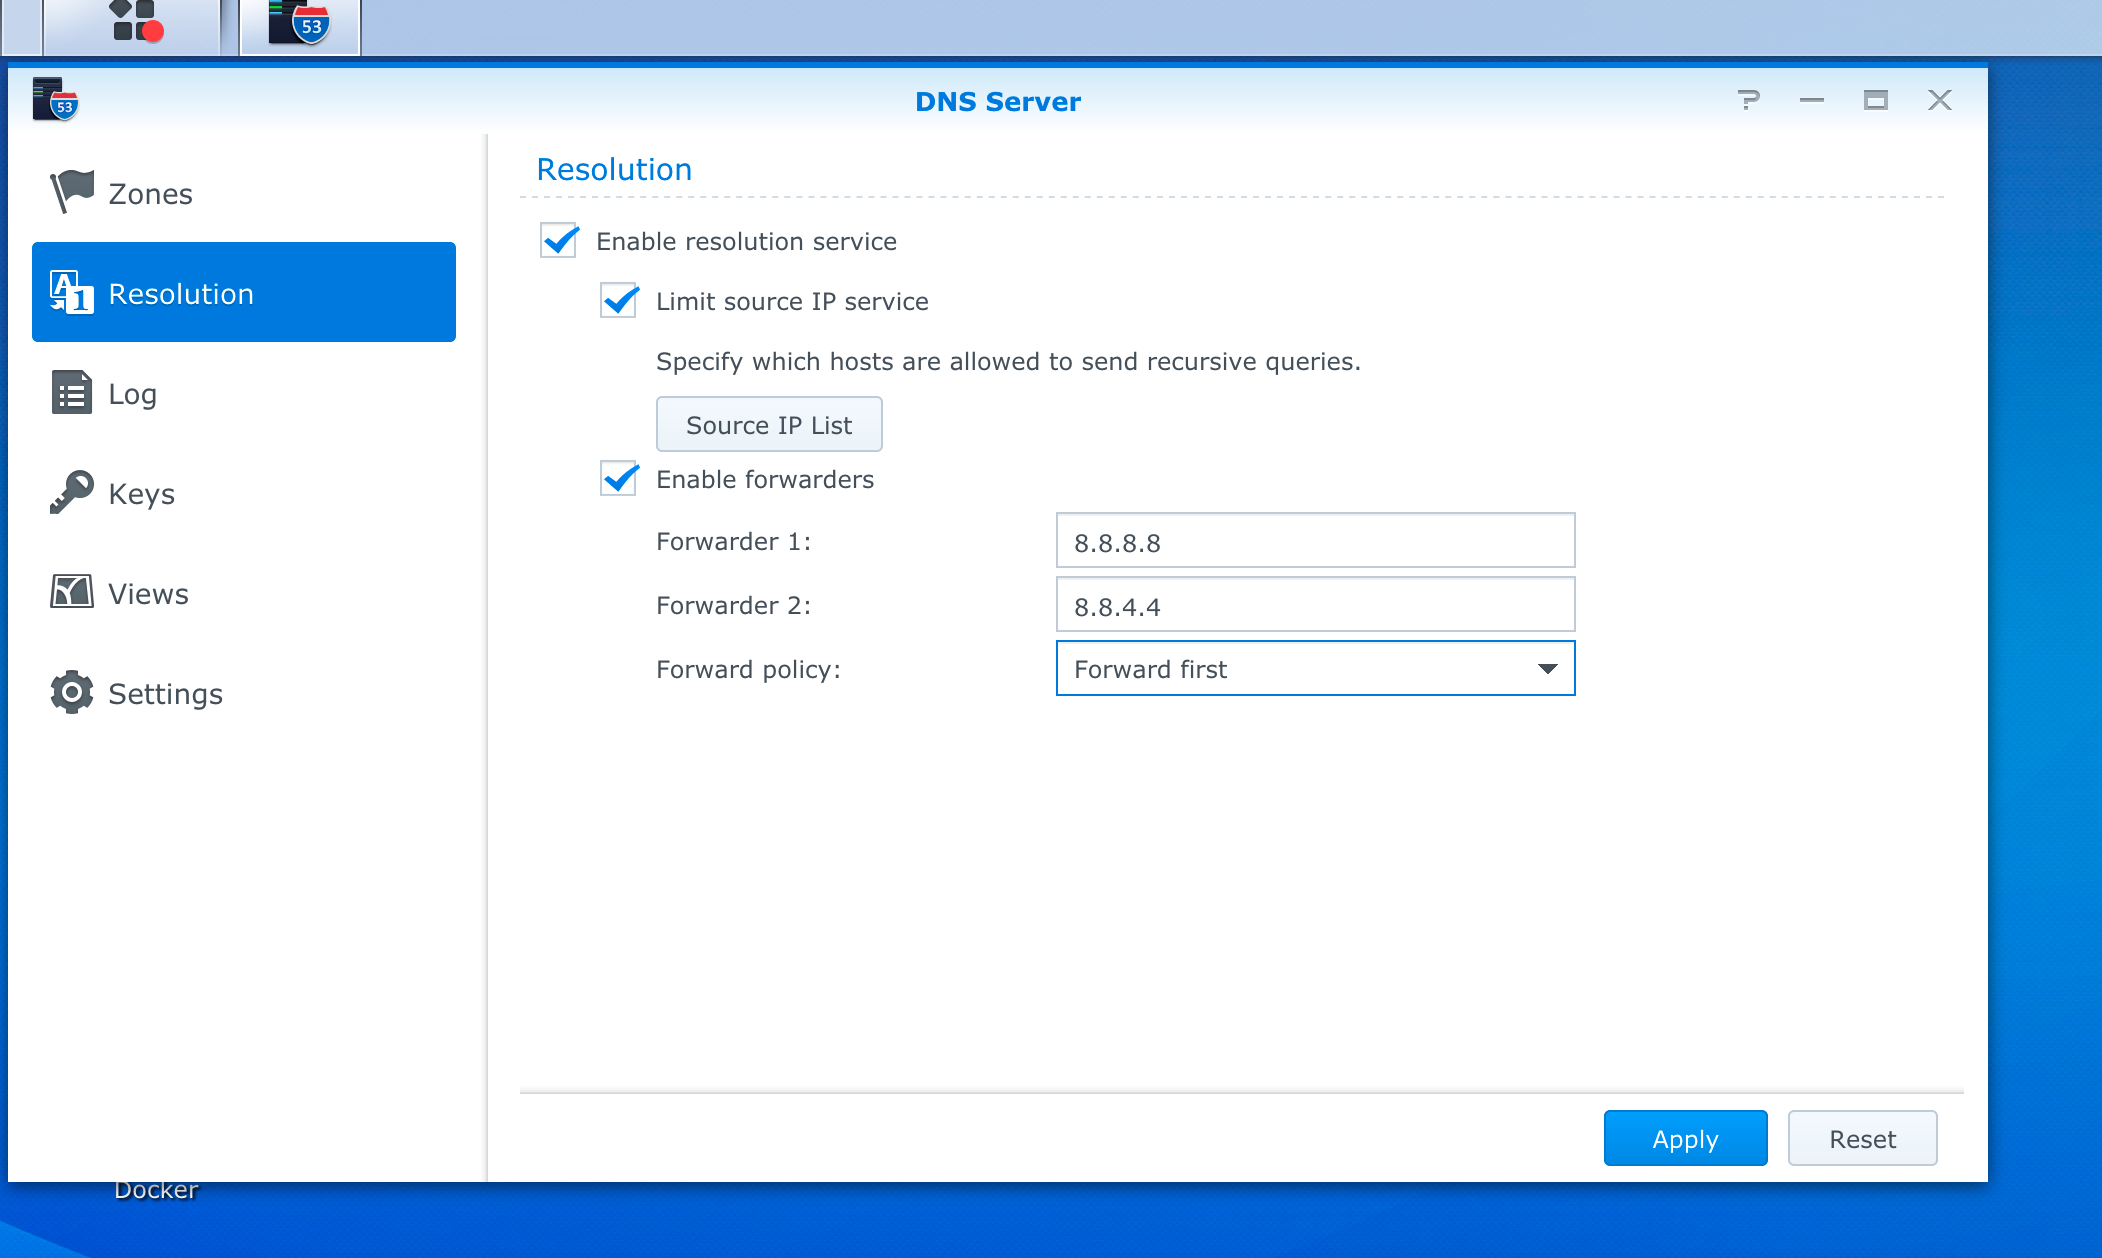 53
53
DNS Server
Zones
Resolution
Log
Keys
Views
Settings
Resolution
Enable resolution service
Limit source IP service
Specify which hosts are allowed to send recursive queries.
Source IP List
Enable forwarders
Forwarder 1: 8.8.8.8
Forwarder 2: 8.8.4.4
Forward policy: Forward first
Apply Reset
Docker